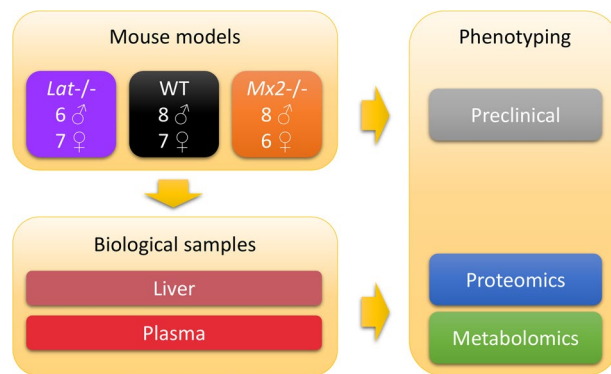 Mouse models
Lat-/-
6 ♂
7 ♀
WT
8 ♂
7 ♀
Mx2-/-
8 ♂
6 ♀
Biological samples
Liver
Plasma
Phenotyping
Preclinical
Proteomics
Metabolomics